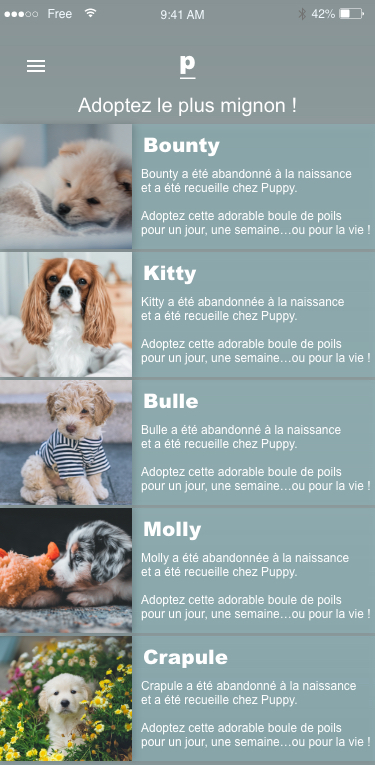 Free 9:41 AM 42%
p
Adoptez le plus mignon !
Bounty
Bounty a été abandonné à la naissance
et a été recueille chez Puppy.
Adoptez cette adorable boule de poils
pour un jour, une semaine…ou pour la vie !
Kitty
Kitty a été abandonnée à la naissance
et a été recueille chez Puppy.
Adoptez cette adorable boule de poils
pour un jour, une semaine…ou pour la vie !
Bulle
Bulle a été abandonné à la naissance
et a été recueille chez Puppy.
Adoptez cette adorable boule de poils
pour un jour, une semaine…ou pour la vie !
Molly
Molly a été abandonnée à la naissance
et a été recueille chez Puppy.
Adoptez cette adorable boule de poils
pour un jour, une semaine…ou pour la vie !
Crapule
Crapule a été abandonné à la naissance
et a été recueille chez Puppy.
Adoptez cette adorable boule de poils
pour un jour, une semaine…ou pour la vie !